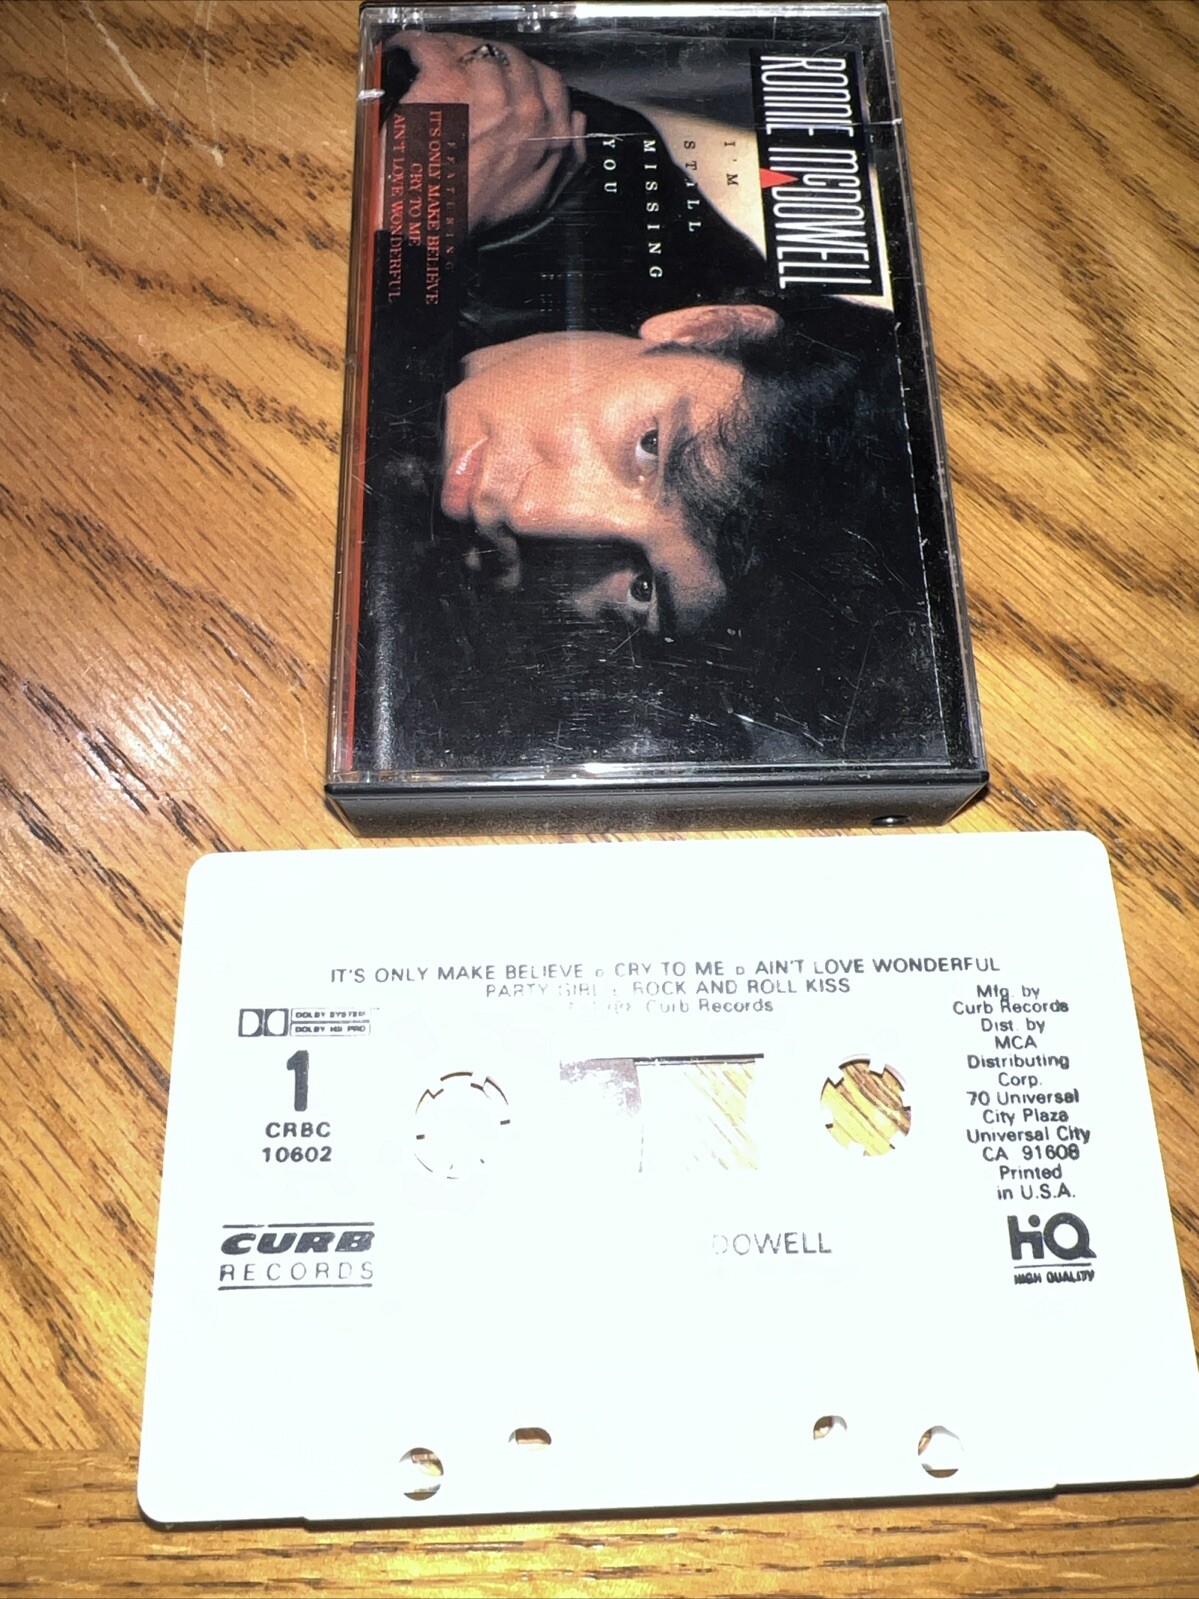 RONNIE McDOWELL
I'M
STILL
MISSING
YOU
FEATURING
IT'S ONLY MAKE BELIEVE
CRY TO ME
AIN'T LOVE WONDERFUL
IT'S ONLY MAKE BELIEVE CRY TO ME AIN'T LOVE WONDERFUL
PARTY GIRL ROCK AND ROLL KISS
Curb Records
DOLBY SYSTEM
DOLBY HX PRO
1
CRBC
10602
CURB
RECORDS
Mfg. by
Curb Records
Dist. by
MCA
Distributing
Corp.
70 Universal
City Plaza
Universal City
CA 91608
Printed
in U.S.A.
DOWELL
HiQ
HIGH QUALITY